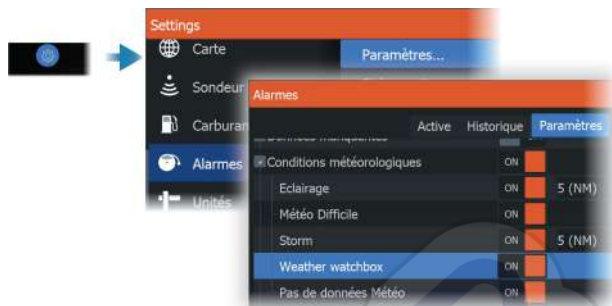 Settings
Carte
Paramètres...
Sondeur
Alarmes
Carburan
Active Historique Paramètres
Alarmes
Conditions météorologiques ON
Unités
Eclairage ON 5 (NM)
Météo Difficile ON
Storm ON 5 (NM)
Weather watchbox ON
Pas de données Météo ON